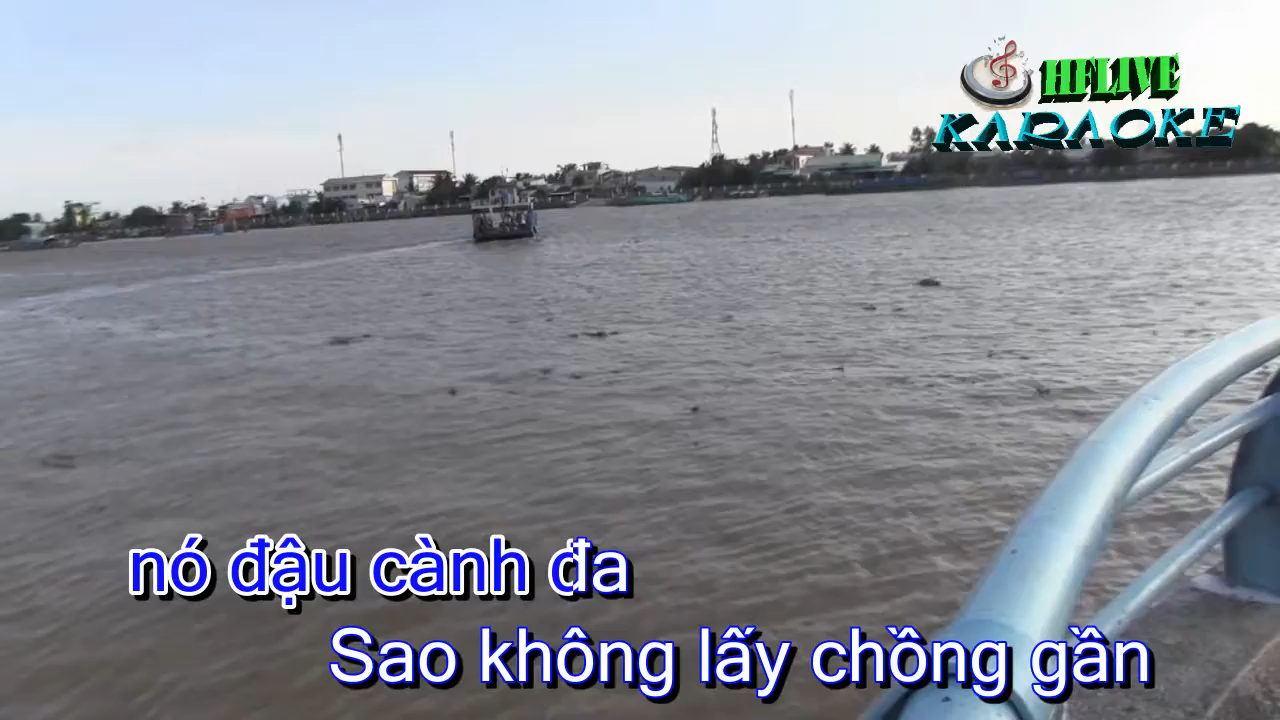 HFLIVE
KARAOKE
nó đậu cành đa
Sao không lấy chồng gần